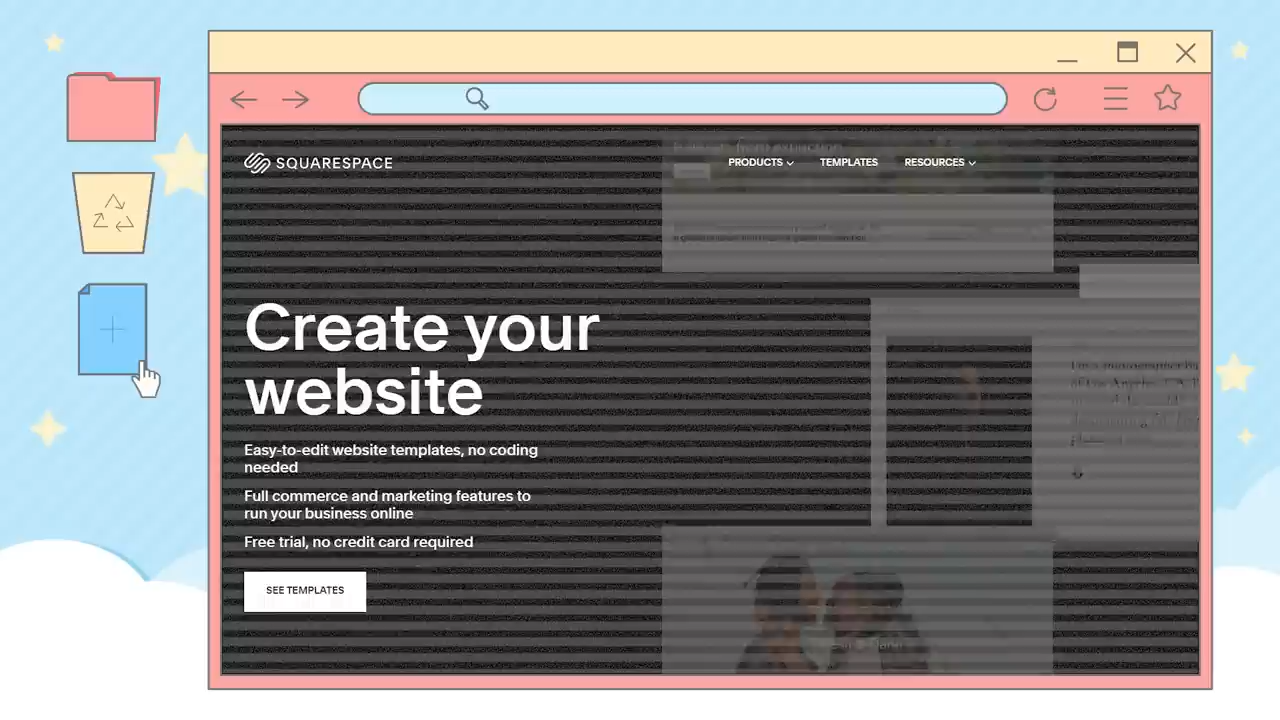 SQUARESPACE
PRODUCTS
TEMPLATES
RESOURCES
Create your
website
Easy-to-edit website templates, no coding
needed
Full commerce and marketing features to
run your business online
Free trial, no credit card required
SEE TEMPLATES